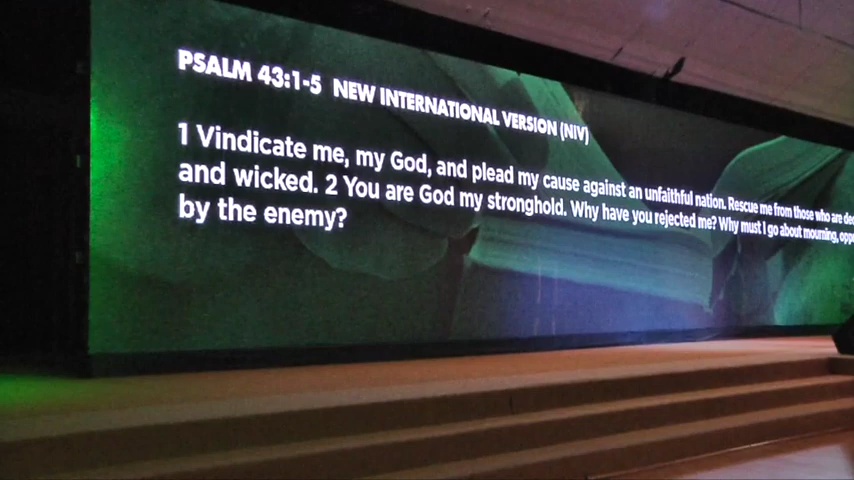 PSALM 43:1-5 NEW INTERNATIONAL VERSION (NIV)
1 Vindicate me, my God, and plead my cause against an unfaithful nation. Rescue me from those who are
and wicked. 2 You are God my stronghold. Why have you rejected me? Why must I go about mourning,
by the enemy?